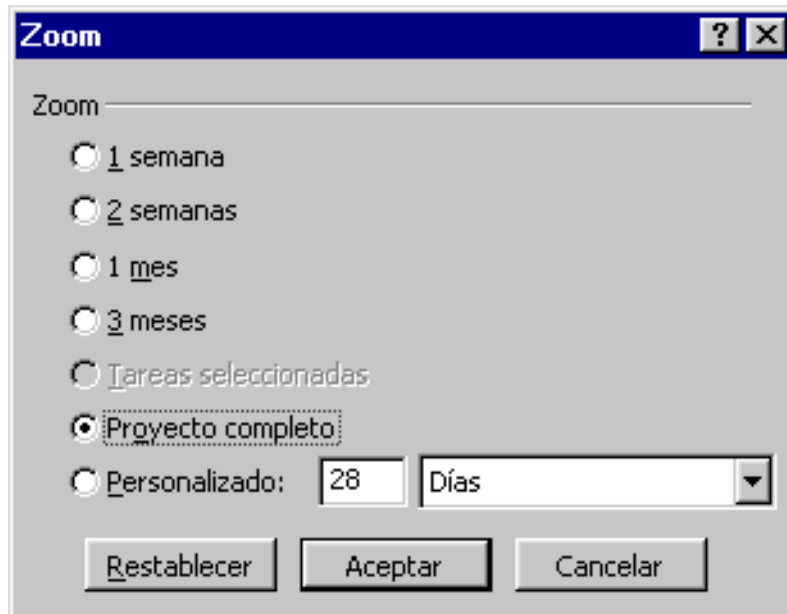 Zoom
Zoom
1 semana
2 semanas
1 mes
3 meses
Tareas seleccionadas
Proyecto completo
Personalizado: 28 Días
Restablecer Aceptar Cancelar